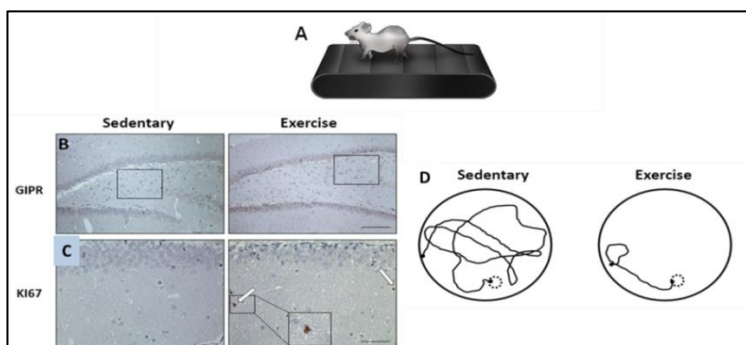 A
Sedentary Exercise
B
GIPR
C
KI67
D
Sedentary Exercise